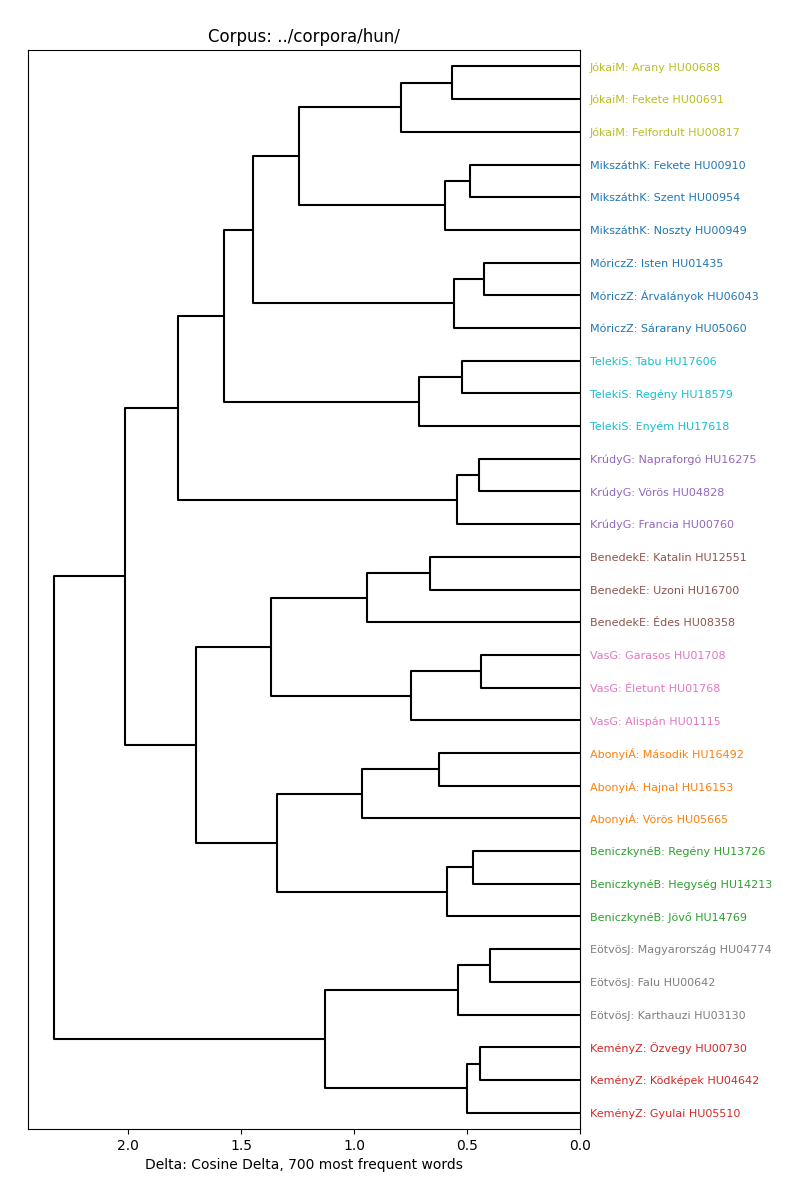 Corpus: ../corpora/hun/
JókaiM: Arany HU00688
JókaiM: Fekete HU00691
JókaiM: Felfordult HU00817
MikszáthK: Fekete HU00910
MikszáthK: Szent HU00954
MikszáthK: Noszty HU00949
MóriczZ: Isten HU01435
MóriczZ: Árvalányok HU06043
MóriczZ: Sárarany HU05060
TelekiS: Tabu HU17606
TelekiS: Regény HU18579
TelekiS: Enyém HU17618
KrúdyG: Napraforgó HU16275
KrúdyG: Vörös HU04828
KrúdyG: Francia HU00760
BenedekE: Katalin HU12551
BenedekE: Uzoni HU16700
BenedekE: Édes HU08358
VasG: Garasos HU01708
VasG: Életunt HU01768
VasG: Alispán HU01115
AbonyiÁ: Második HU16492
AbonyiÁ: Hajnal HU16153
AbonyiÁ: Vörös HU05665
BeniczkynéB: Regény HU13726
BeniczkynéB: Hegység HU14213
BeniczkynéB: Jövő HU14769
EötvösJ: Magyarország HU04774
EötvösJ: Falu HU00642
EötvösJ: Karthauzi HU03130
KeményZ: Özvegy HU00730
KeményZ: Ködképek HU04642
KeményZ: Gyulai HU05510
2.0 1.5 1.0 0.5 0.0
Delta: Cosine Delta, 700 most frequent words